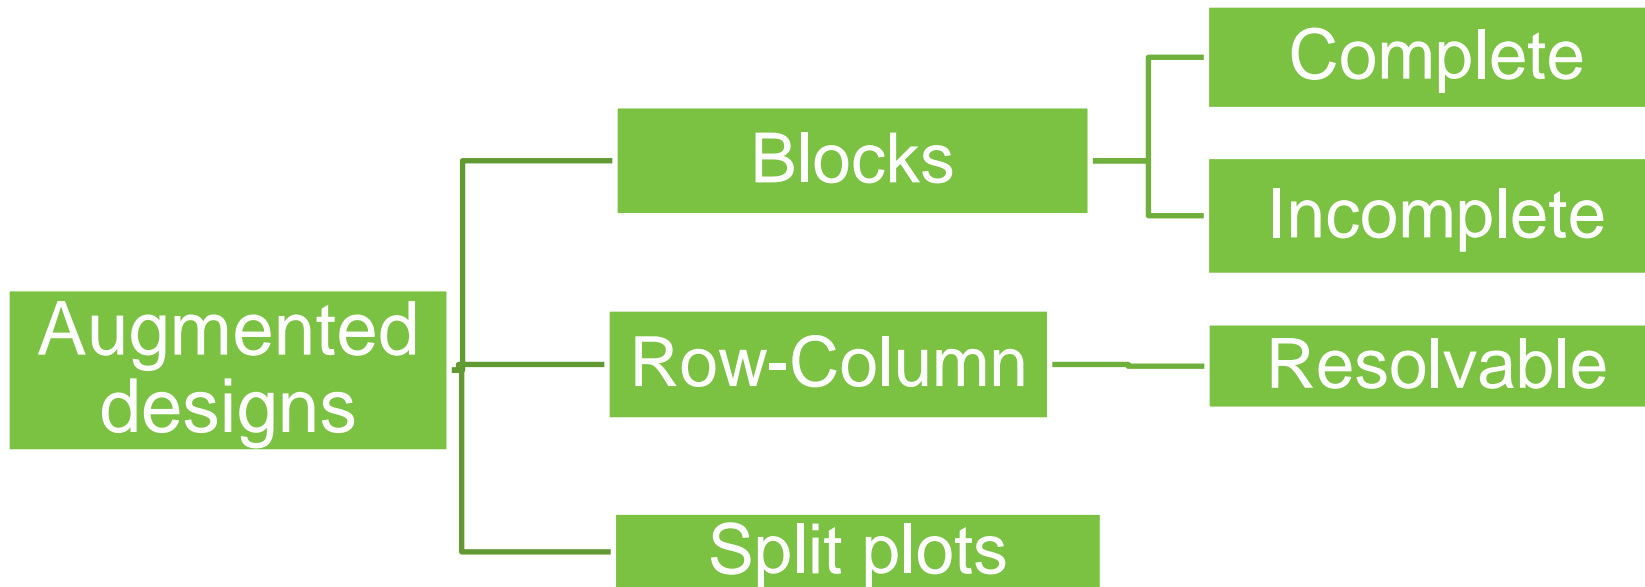 Augmented
designs
Blocks
Complete
Incomplete
Row-Column
Resolvable
Split plots